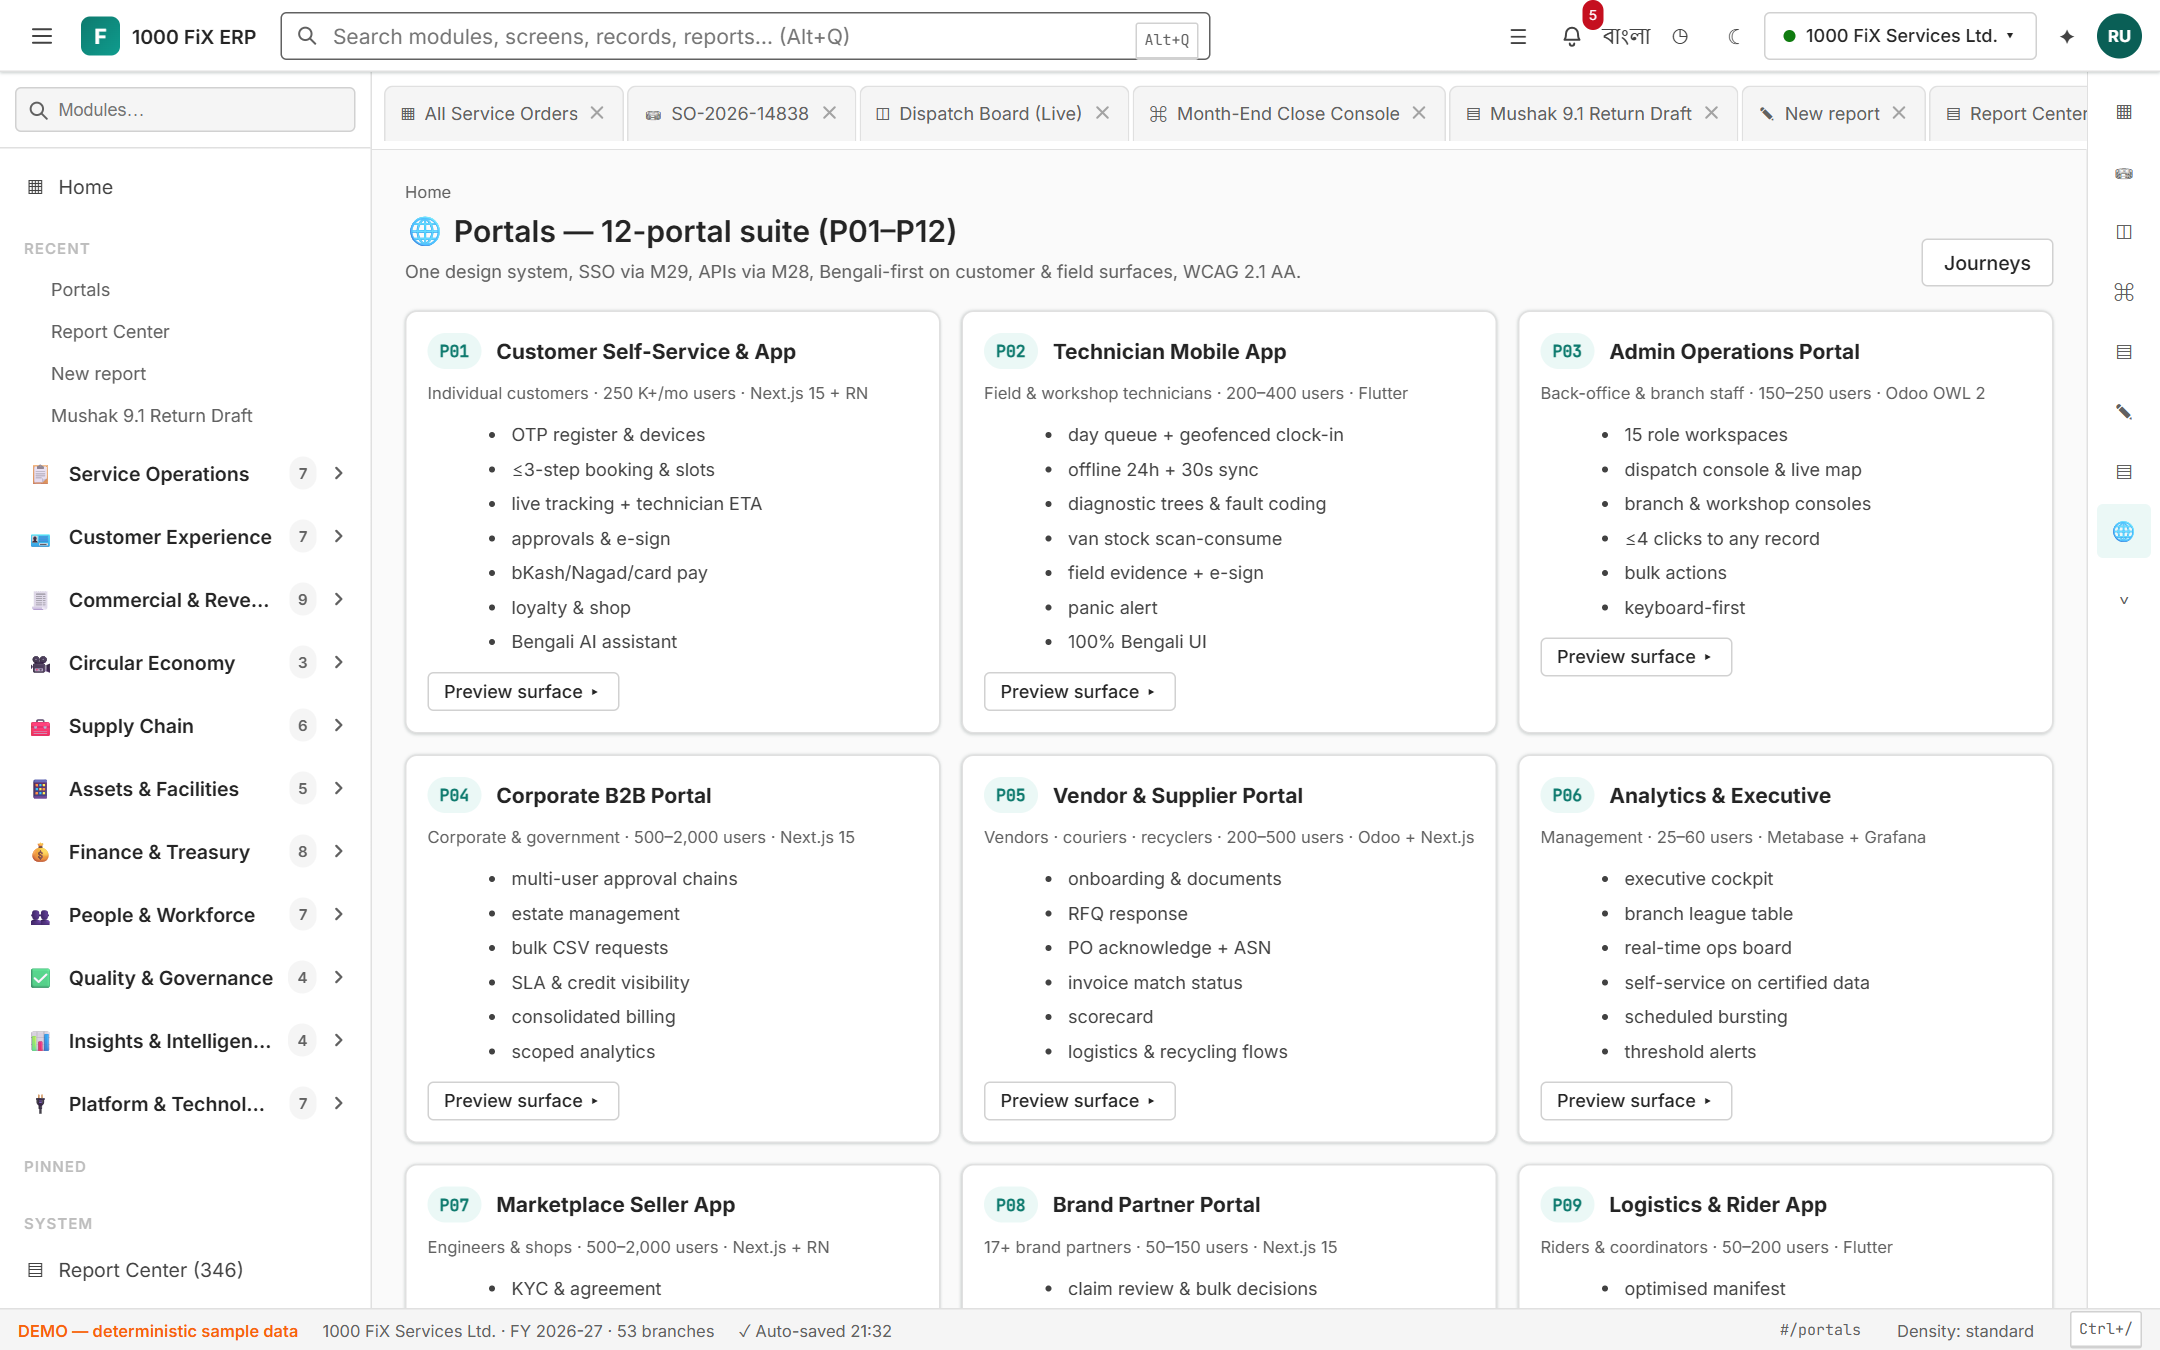 F 1000 FiX ERP
Search modules, screens, records, reports... (Alt+Q)
Alt+Q
5
বাংলা
1000 FiX Services Ltd.
RU
Modules...
All Service Orders
SO-2026-14838
Dispatch Board (Live)
Month-End Close Console
Mushak 9.1 Return Draft
New report
Report Center
Home
RECENT
Portals
Report Center
New report
Mushak 9.1 Return Draft
Service Operations 7
Customer Experience 7
Commercial & Reve... 9
Circular Economy 3
Supply Chain 6
Assets & Facilities 5
Finance & Treasury 8
People & Workforce 7
Quality & Governance 4
Insights & Intelligen... 4
Platform & Technol... 7
PINNED
SYSTEM
Report Center (346)
Home
Portals — 12-portal suite (P01–P12)
One design system, SSO via M29, APIs via M28, Bengali-first on customer & field surfaces, WCAG 2.1 AA.
Journeys
P01 Customer Self-Service & App
Individual customers · 250 K+/mo users · Next.js 15 + RN
• OTP register & devices
• ≤3-step booking & slots
• live tracking + technician ETA
• approvals & e-sign
• bKash/Nagad/card pay
• loyalty & shop
• Bengali AI assistant
Preview surface
P02 Technician Mobile App
Field & workshop technicians · 200–400 users · Flutter
• day queue + geofenced clock-in
• offline 24h + 30s sync
• diagnostic trees & fault coding
• van stock scan-consume
• field evidence + e-sign
• panic alert
• 100% Bengali UI
Preview surface
P03 Admin Operations Portal
Back-office & branch staff · 150–250 users · Odoo OWL 2
• 15 role workspaces
• dispatch console & live map
• branch & workshop consoles
• ≤4 clicks to any record
• bulk actions
• keyboard-first
Preview surface
P04 Corporate B2B Portal
Corporate & government · 500–2,000 users · Next.js 15
• multi-user approval chains
• estate management
• bulk CSV requests
• SLA & credit visibility
• consolidated billing
• scoped analytics
Preview surface
P05 Vendor & Supplier Portal
Vendors · couriers · recyclers · 200–500 users · Odoo + Next.js
• onboarding & documents
• RFQ response
• PO acknowledge + ASN
• invoice match status
• scorecard
• logistics & recycling flows
Preview surface
P06 Analytics & Executive
Management · 25–60 users · Metabase + Grafana
• executive cockpit
• branch league table
• real-time ops board
• self-service on certified data
• scheduled bursting
• threshold alerts
Preview surface
P07 Marketplace Seller App
Engineers & shops · 500–2,000 users · Next.js + RN
• KYC & agreement
P08 Brand Partner Portal
17+ brand partners · 50–150 users · Next.js 15
• claim review & bulk decisions
P09 Logistics & Rider App
Riders & coordinators · 50–200 users · Flutter
• optimised manifest
DEMO — deterministic sample data
1000 FiX Services Ltd. · FY 2026-27 · 53 branches
✓ Auto-saved 21:32
#/portals
Density: standard
Ctrl+/